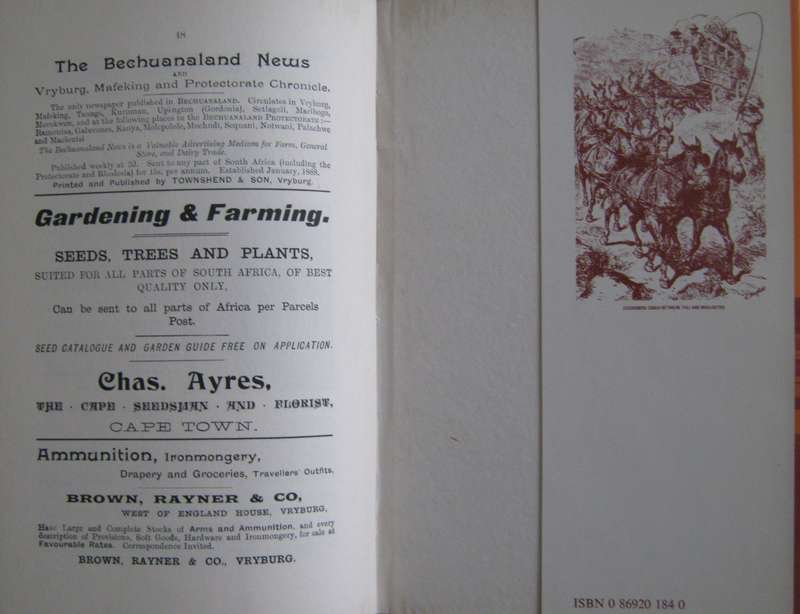 48
The Bechuanaland News
AND
Vryburg, Mafeking and Protectorate Chronicle.
The only newspaper published in BECHUANALAND. Circulates in Vryburg,
Mafeking, Taungs, Kuruman, Upington (Gordonia), Setlagoli, Maribogo,
Morokwen, and at the following places in the BECHUANALAND PROTECTORATE:—
Ramoutsa, Gaberones, Kanya, Molepolole, Mochudi, Sequani, Notwani, Palachwe
and Macloutsi
The Bechuanaland News is a Valuable Advertising Medium for Farm, General
Store, and Dairy Trade.
Published weekly at 3d. Sent to any part of South Africa (including the
Protectorate and Rhodesia) for 15s. per annum. Established January, 1888.
Printed and Published by TOWNSHEND & SON, Vryburg.
Gardening & Farming.
SEEDS, TREES AND PLANTS,
SUITED FOR ALL PARTS OF SOUTH AFRICA, OF BEST
QUALITY ONLY,
Can be sent to all parts of Africa per Parcels
Post.
SEED CATALOGUE AND GARDEN GUIDE FREE ON APPLICATION.
Chas. Ayres,
THE · CAPE · SEEDSMAN · AND · FLORIST,
CAPE TOWN.
Ammunition, Ironmongery,
Drapery and Groceries, Travellers' Outfits,
BROWN, RAYNER & CO,
WEST OF ENGLAND HOUSE, VRYBURG.
Have Large and Complete Stocks of Arms and Ammunition, and every
description of Provisions, Soft Goods, Hardware and Ironmongery, for sale at
Favourable Rates. Correspondence Invited.
BROWN, RAYNER & CO., VRYBURG.
ISBN 0 86920 184 0